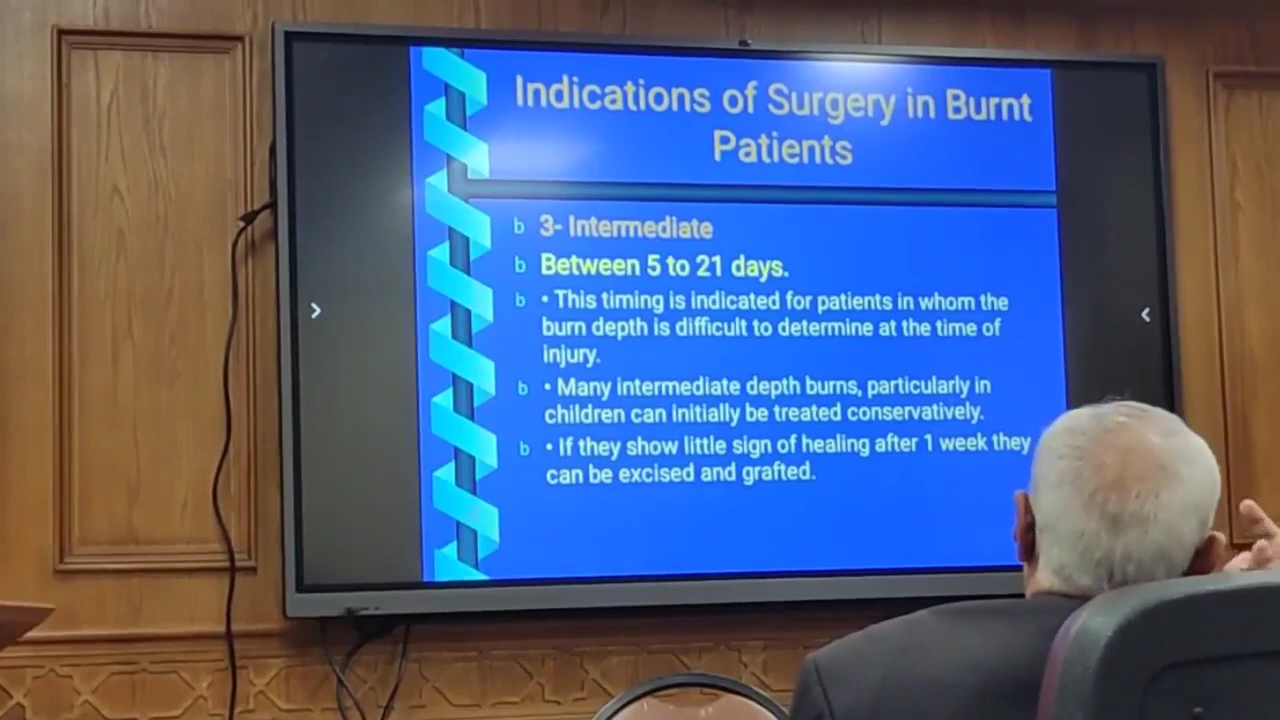 Indications of Surgery in Burnt
Patients
b 3- Intermediate
b Between 5 to 21 days.
b • This timing is indicated for patients in whom the
burn depth is difficult to determine at the time of
injury.
b • Many intermediate depth burns, particularly in
children can initially be treated conservatively.
b • If they show little sign of healing after 1 week they
can be excised and grafted.